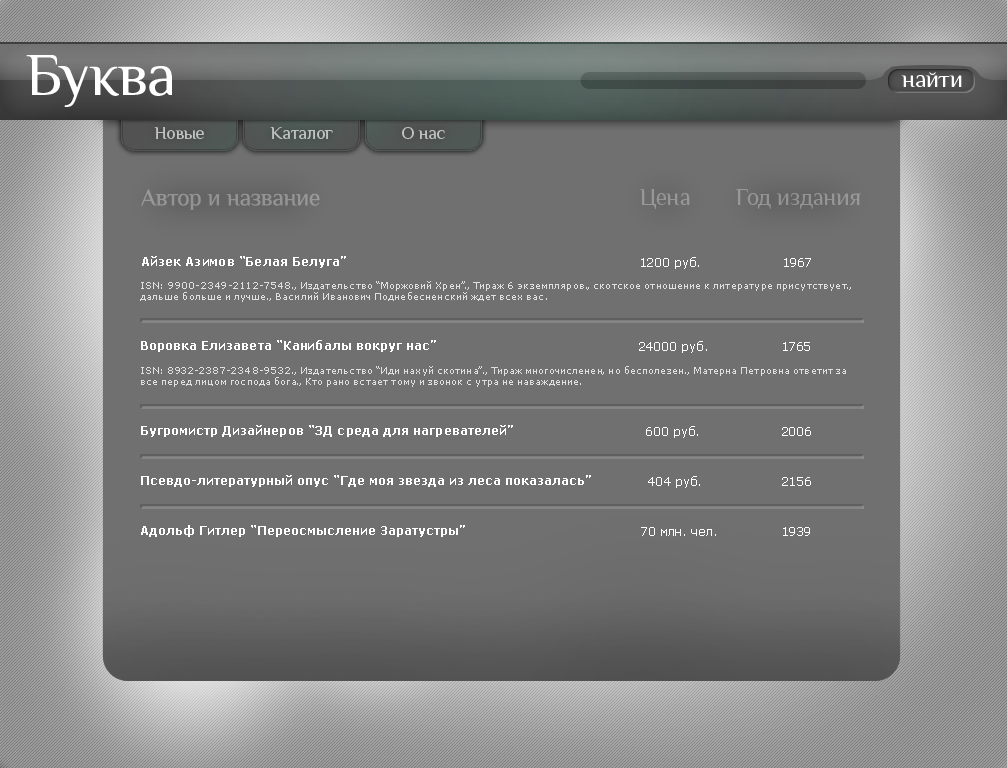 Буква
найти
Новые Каталог О нас
Автор и название Цена Год издания
Айзек Азимов "Белая Белуга" 1200 руб. 1967
ISN: 9900-2349-2112-7548., Издательство "Моржовий Хрен"., Тираж 6 экземпляров., скотское отношение к литературе присутствует.,
дальше больше и лучше., Василий Иванович Поднебесненский ждет всех вас.
Воровка Елизавета "Канибалы вокруг нас" 24000 руб. 1765
ISN: 8932-2387-2348-9532., Издательство "Иди нахуй скотина"., Тираж многочисленен, но бесполезен., Матерна Петровна ответит за
все перед лицом господа бога., Кто рано встает тому и звонок с утра не наваждение.
Бугромистр Дизайнеров "3Д среда для нагревателей" 600 руб. 2006
Псевдо-литературный опус "Где моя звезда из леса показалась" 404 руб. 2156
Адольф Гитлер "Переосмысление Заратустры" 70 млн. чел. 1939